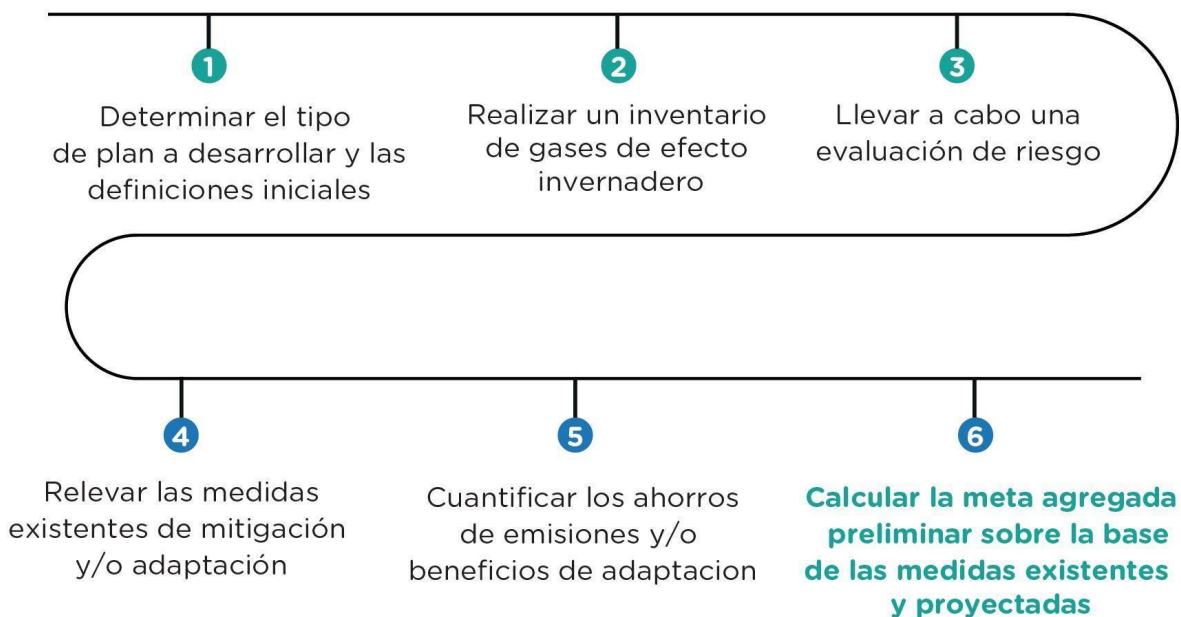 1
Determinar el tipo
de plan a desarrollar y las
definiciones iniciales
2
Realizar un inventario
de gases de efecto
invernadero
3
Llevar a cabo una
evaluación de riesgo
4
Relevar las medidas
existentes de mitigación
y/o adaptación
5
Cuantificar los ahorros
de emisiones y/o
beneficios de adaptacion
6
Calcular la meta agregada
preliminar sobre la base
de las medidas existentes
y proyectadas